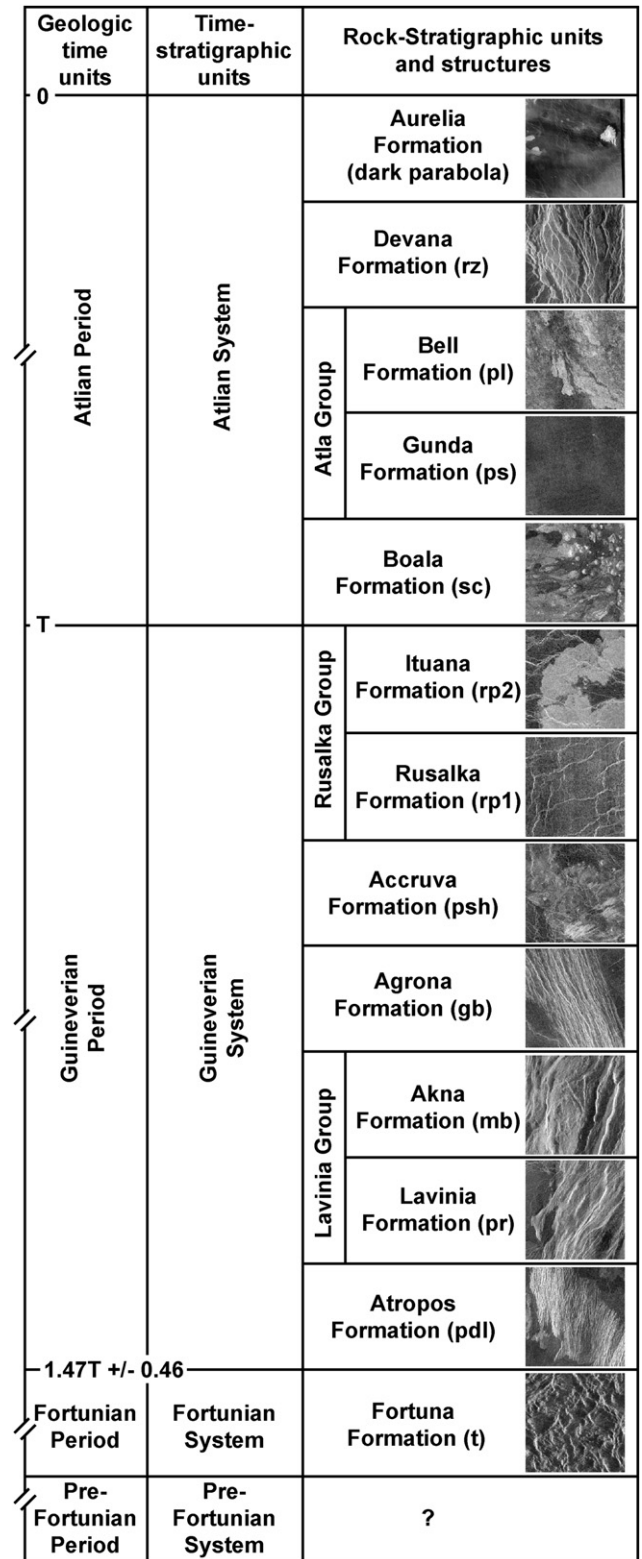 Geologic
time
units
Time-
stratigraphic
units
Rock-Stratigraphic units
and structures
0
Atlian Period
Atlian System
Aurelia
Formation
(dark parabola)
Devana
Formation (rz)
Atla Group
Bell
Formation (pl)
Gunda
Formation (ps)
Boala
Formation (sc)
T
Guineverian
Period
Guineverian
System
Rusalka Group
Ituana
Formation (rp2)
Rusalka
Formation (rp1)
Accruva
Formation (psh)
Agrona
Formation (gb)
Lavinia Group
Akna
Formation (mb)
Lavinia
Formation (pr)
Atropos
Formation (pdl)
1.47T +/- 0.46
Fortunian
Period
Fortunian
System
Fortuna
Formation (t)
Pre-
Fortunian
Period
Pre-
Fortunian
System
?